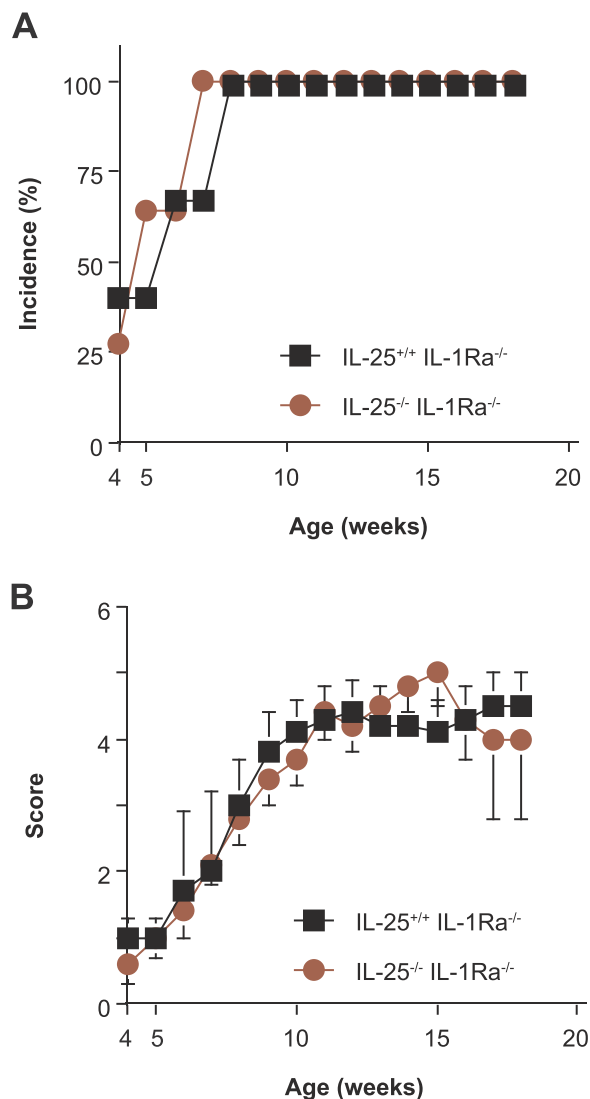 A
Incidence (%)
100
75
50
25
0
IL-25+/+ IL-1Ra-/-
IL-25-/- IL-1Ra-/-
4 5 10 15 20
Age (weeks)
B
Score
6
4
2
0
IL-25+/+ IL-1Ra-/-
IL-25-/- IL-1Ra-/-
4 5 10 15 20
Age (weeks)